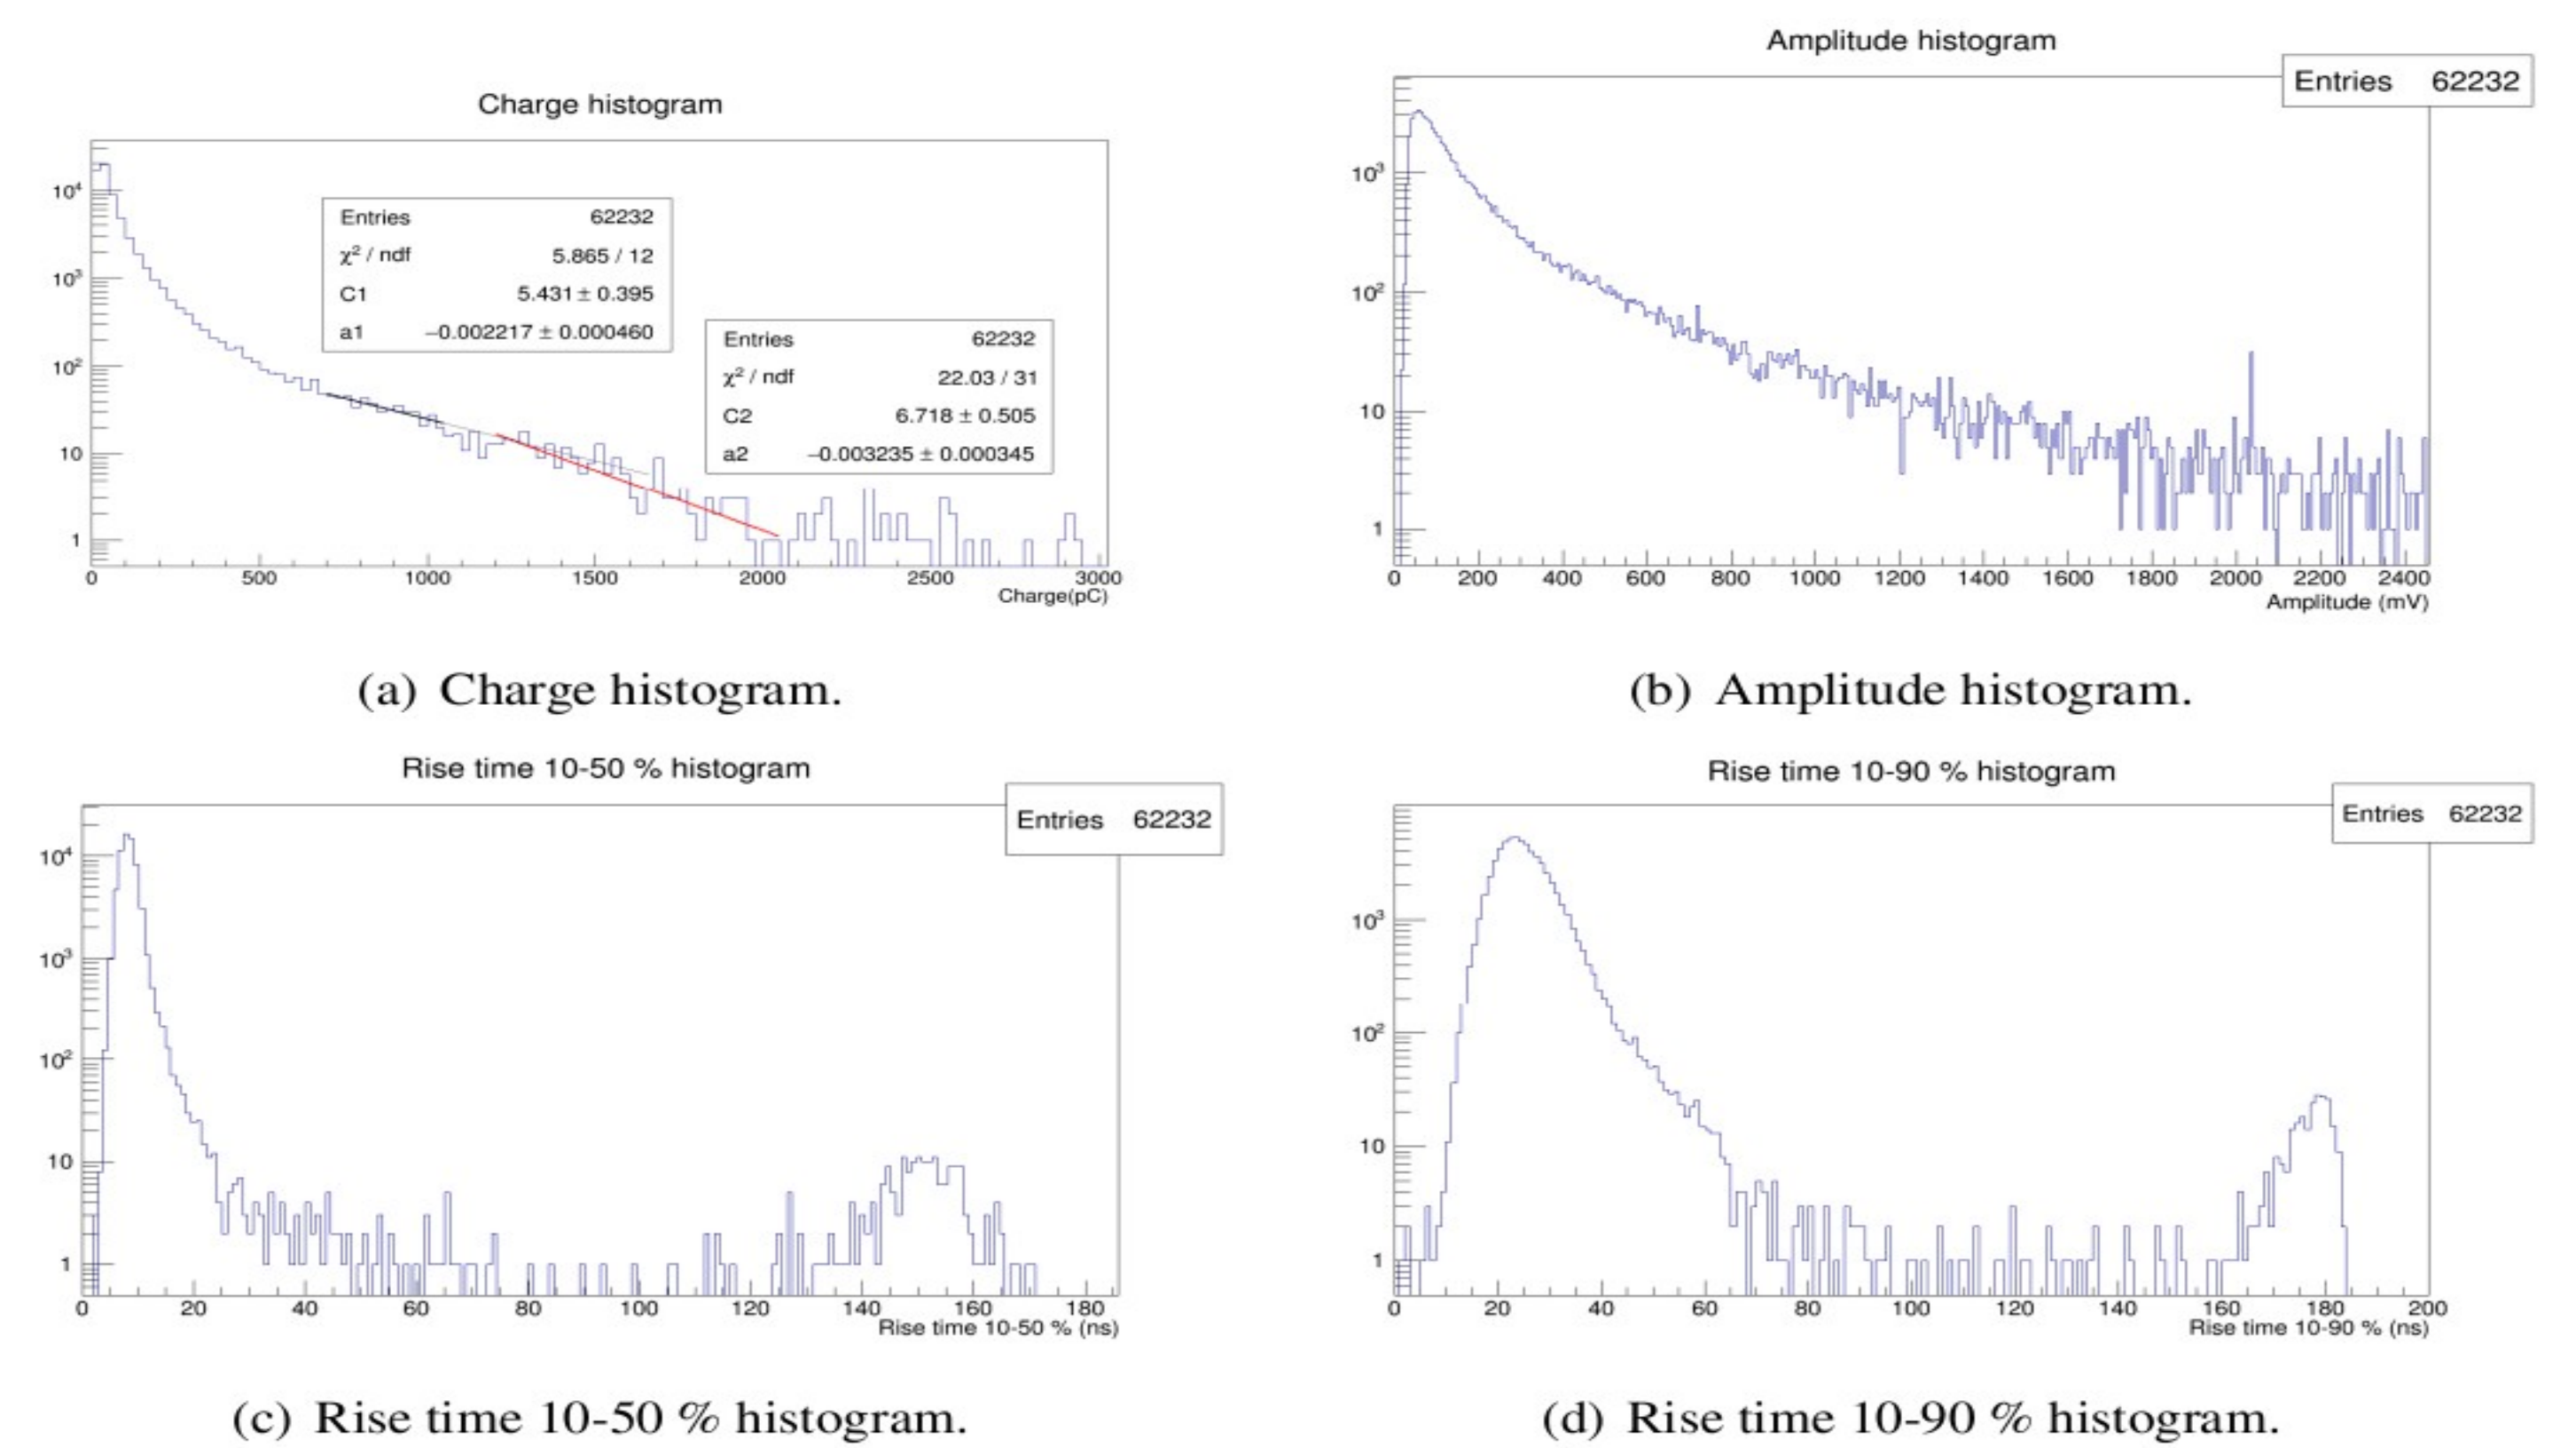 Charge histogram
10⁴
10³
10²
10
1
0 500 1000 1500 2000 2500 3000
Charge(pC)
Entries 62232
χ² / ndf 5.865 / 12
C1 5.431 ± 0.395
a1 −0.002217 ± 0.000460
Entries 62232
χ² / ndf 22.03 / 31
C2 6.718 ± 0.505
a2 −0.003235 ± 0.000345
(a) Charge histogram.
Amplitude histogram
Entries 62232
10³
10²
10
1
0 200 400 600 800 1000 1200 1400 1600 1800 2000 2200 2400
Amplitude (mV)
(b) Amplitude histogram.
Rise time 10-50 % histogram
Entries 62232
10⁴
10³
10²
10
1
0 20 40 60 80 100 120 140 160 180
Rise time 10-50 % (ns)
(c) Rise time 10-50 % histogram.
Rise time 10-90 % histogram
Entries 62232
10³
10²
10
1
0 20 40 60 80 100 120 140 160 180 200
Rise time 10-90 % (ns)
(d) Rise time 10-90 % histogram.